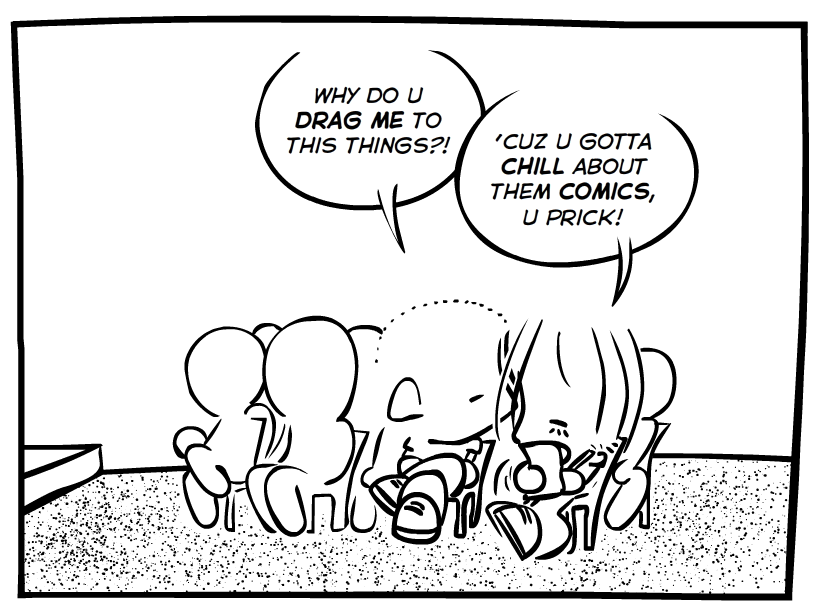 WHY DO U
DRAG ME TO
THIS THINGS?!
'CUZ U GOTTA
CHILL ABOUT
THEM COMICS,
U PRICK!